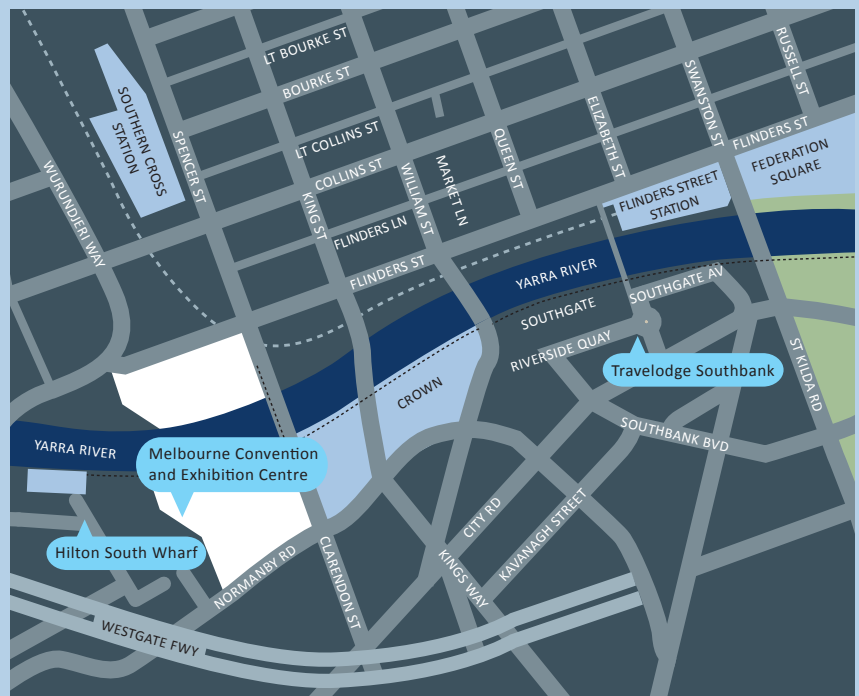 LT BOURKE ST
BOURKE ST
RUSSELL ST
SWANSTON ST
SOUTHERN CROSS
STATION
SPENCER ST
ELIZABETH ST
LT COLLINS ST
QUEEN ST
FLINDERS ST
FEDERATION
SQUARE
COLLINS ST
WILLIAM ST
MARKET LN
WURUNDJERI WAY
KING ST
FLINDERS STREET
STATION
FLINDERS LN
FLINDERS ST
YARRA RIVER
SOUTHGATE AV
SOUTHGATE
RIVERSIDE QUAY
Travelodge Southbank
ST KILDA RD
CROWN
SOUTHBANK BVD
YARRA RIVER
Melbourne Convention
and Exhibition Centre
CITY RD
KAVANAGH STREET
Hilton South Wharf
NORMANBY RD
CLARENDON ST
KINGS WAY
WESTGATE FWY